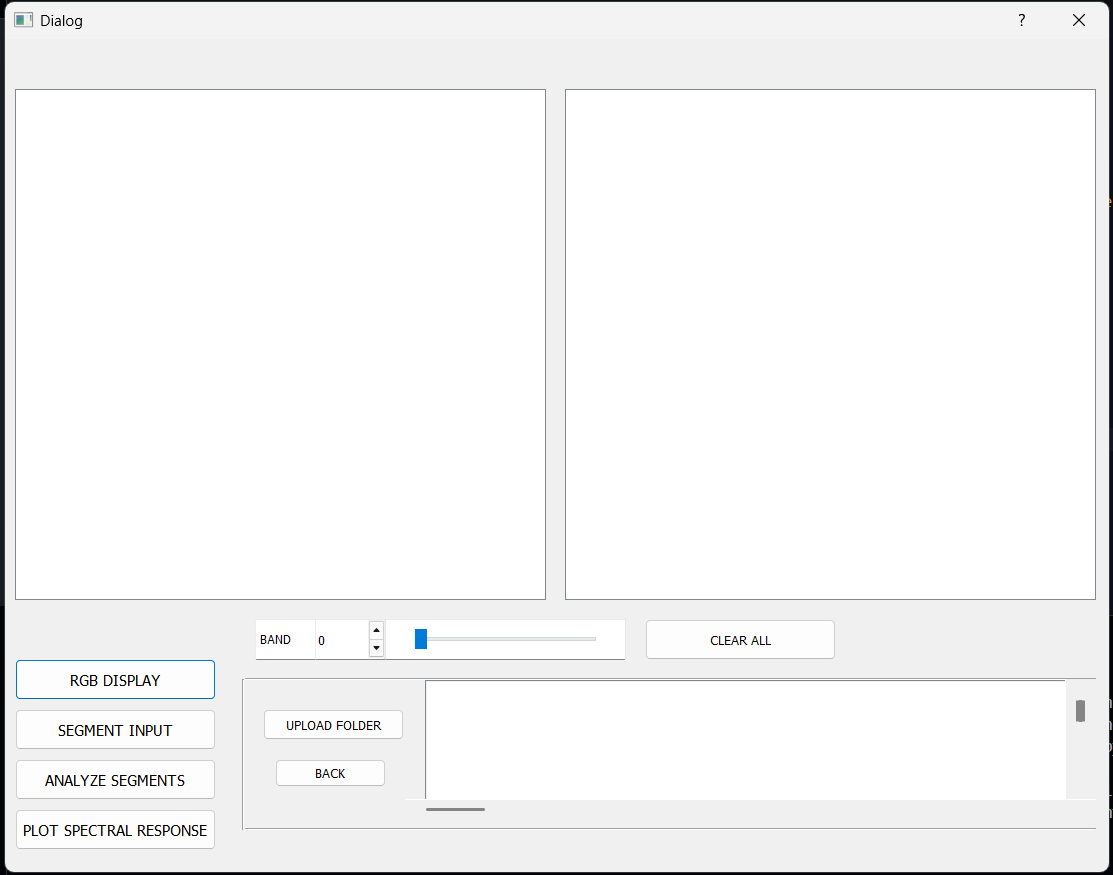 Dialog
?
BAND 0
CLEAR ALL
RGB DISPLAY
SEGMENT INPUT
ANALYZE SEGMENTS
PLOT SPECTRAL RESPONSE
UPLOAD FOLDER
BACK